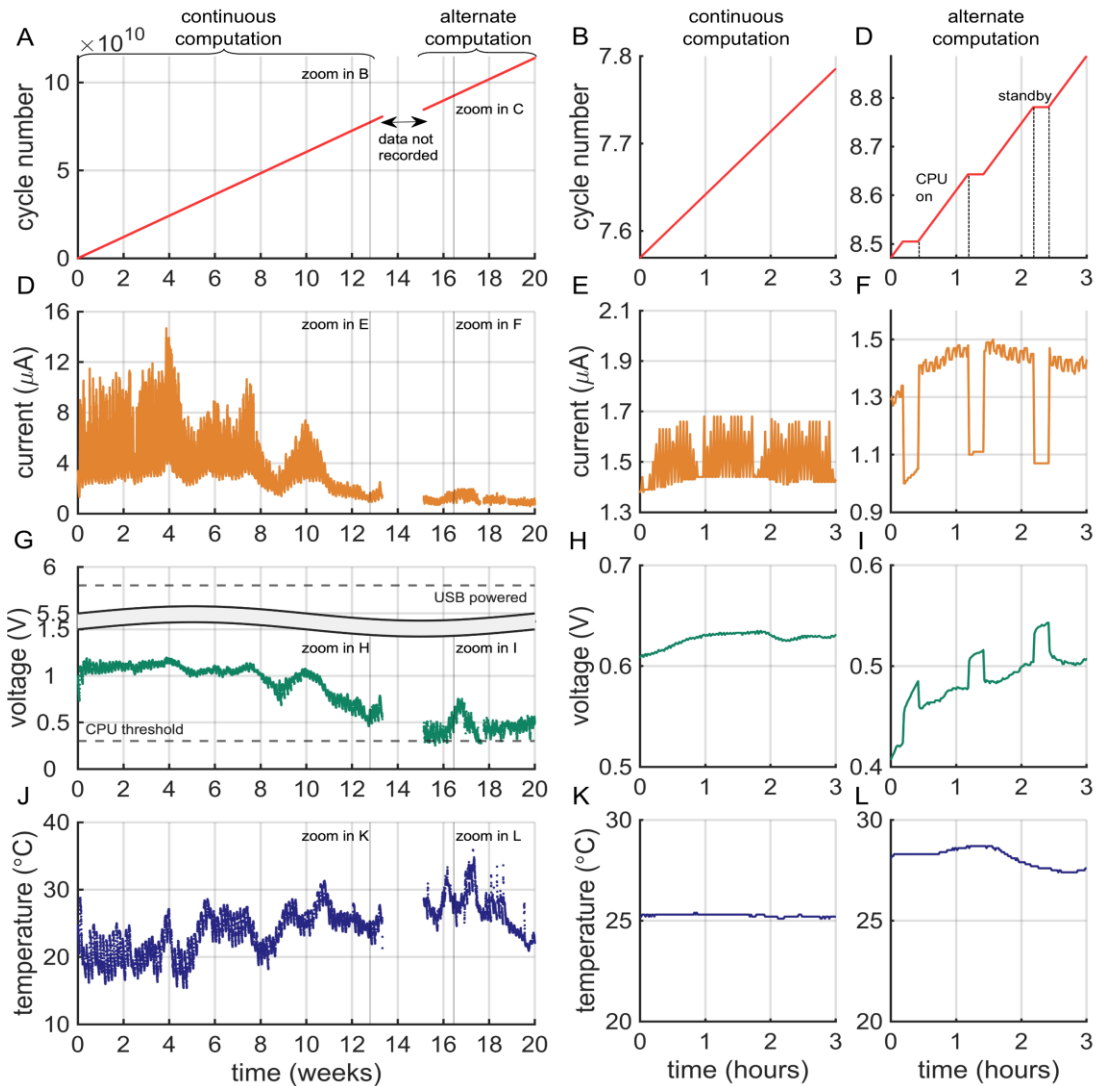 continuous
computation
alternate
computation
continuous
computation
alternate
computation
A
×10^10
zoom in B
zoom in C
data not
recorded
cycle number
10
5
0
0 2 4 6 8 10 12 14 16 18 20
B
cycle number
7.8
7.7
7.6
0 1 2 3
D
standby
CPU
on
8.8
8.7
8.6
8.5
0 1 2 3
D
zoom in E
zoom in F
current (μA)
16
12
8
4
0
0 2 4 6 8 10 12 14 16 18 20
E
current (μA)
2.1
1.9
1.7
1.5
1.3
0 1 2 3
F
1.5
1.3
1.1
0.9
0 1 2 3
G
USB powered
zoom in H
zoom in I
CPU threshold
voltage (V)
6
5.5
1.5
1
0.5
0
0 2 4 6 8 10 12 14 16 18 20
H
voltage (V)
0.7
0.6
0.5
0 1 2 3
I
0.6
0.5
0.4
0 1 2 3
J
zoom in K
zoom in L
temperature (°C)
40
30
20
10
0 2 4 6 8 10 12 14 16 18 20
time (weeks)
K
temperature (°C)
30
25
20
0 1 2 3
time (hours)
L
30
25
20
0 1 2 3
time (hours)